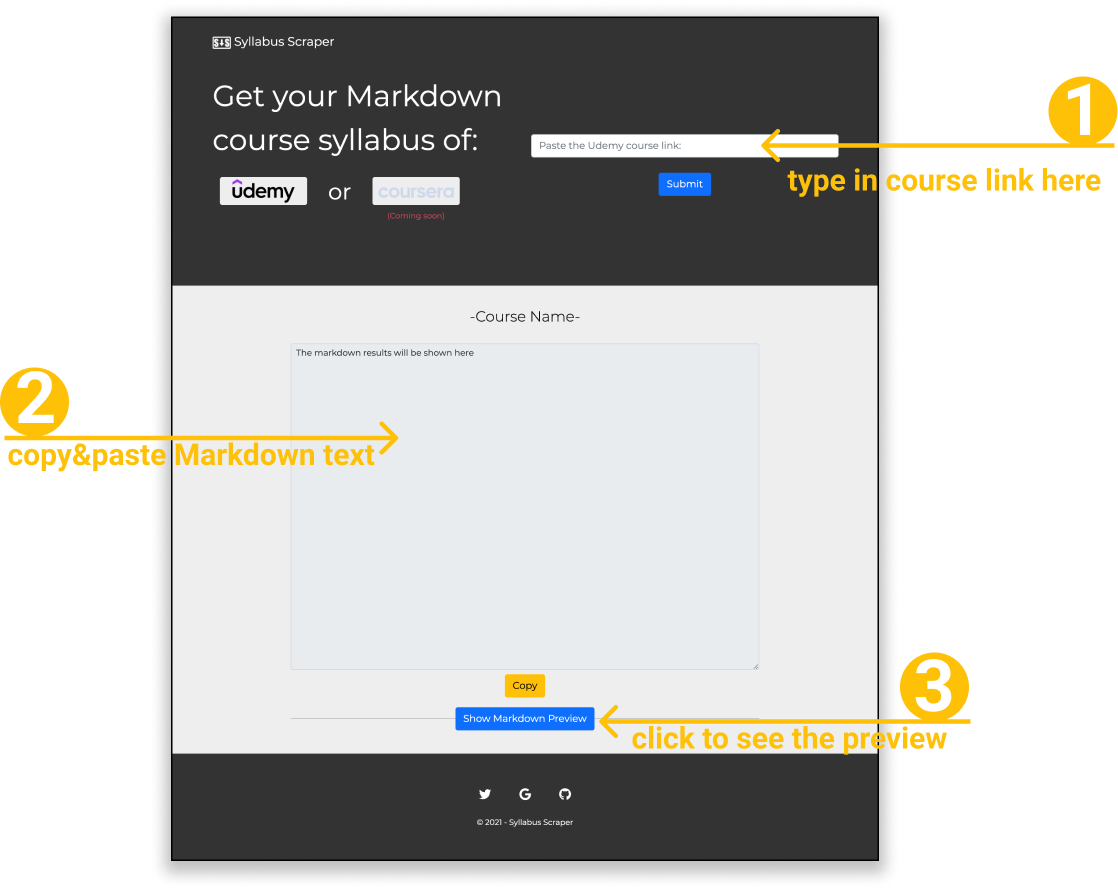 S↓S Syllabus Scraper
Get your Markdown
course syllabus of:
Paste the Udemy course link:
1
type in course link here
Submit
ûdemy or coursera
(Coming soon)
-Course Name-
The markdown results will be shown here
2
copy&paste Markdown text
Copy
Show Markdown Preview
3
click to see the preview
© 2021 - Syllabus Scraper